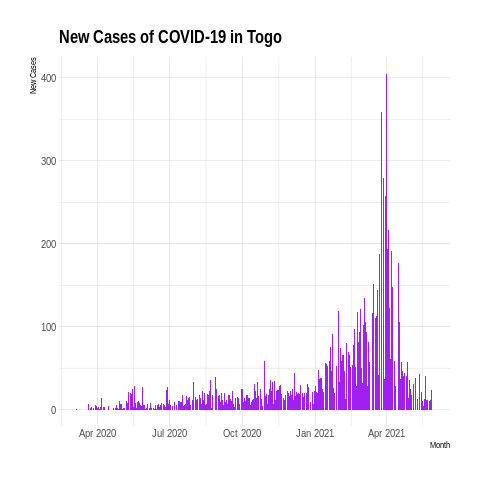 New Cases of COVID-19 in Togo
New Cases
400
300
200
100
0
Apr 2020
Jul 2020
Oct 2020
Jan 2021
Apr 2021
Month